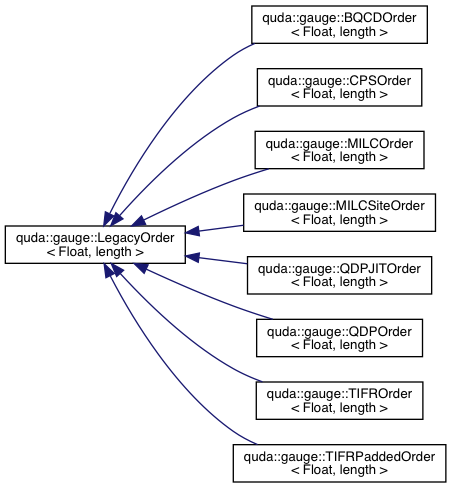 quda::gauge::BQCDOrder
< Float, length >
quda::gauge::CPSOrder
< Float, length >
quda::gauge::MILCOrder
< Float, length >
quda::gauge::MILCSiteOrder
< Float, length >
quda::gauge::LegacyOrder
< Float, length >
quda::gauge::QDPJITOrder
< Float, length >
quda::gauge::QDPOrder
< Float, length >
quda::gauge::TIFROrder
< Float, length >
quda::gauge::TIFRPaddedOrder
< Float, length >